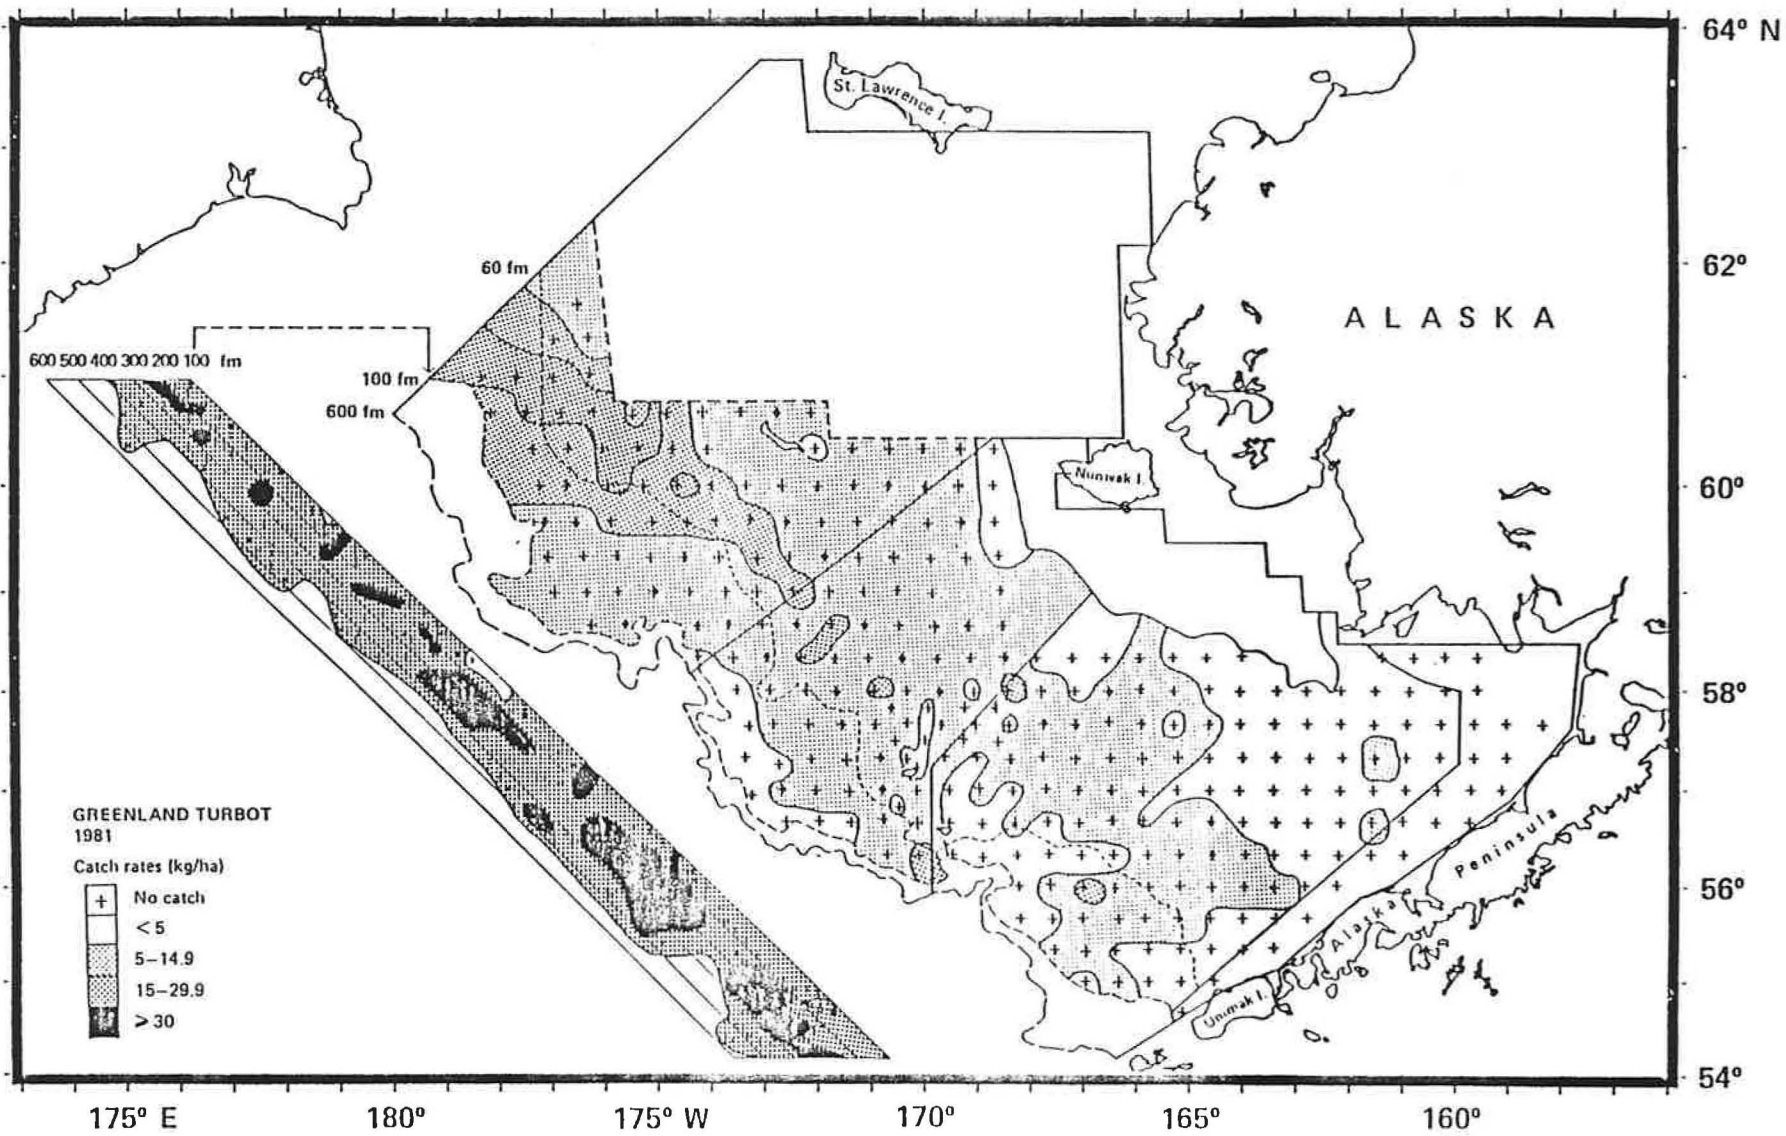 64° N
St. Lawrence I.
60 fm
62°
ALASKA
600 500 400 300 200 100 fm
100 fm
600 fm
Nunivak I.
60°
58°
GREENLAND TURBOT
1981
Catch rates (kg/ha)
+ No catch
<5
5–14.9
15–29.9
≥30
Alaska Peninsula
56°
Unimak I.
54°
175° E 180° 175° W 170° 165° 160°